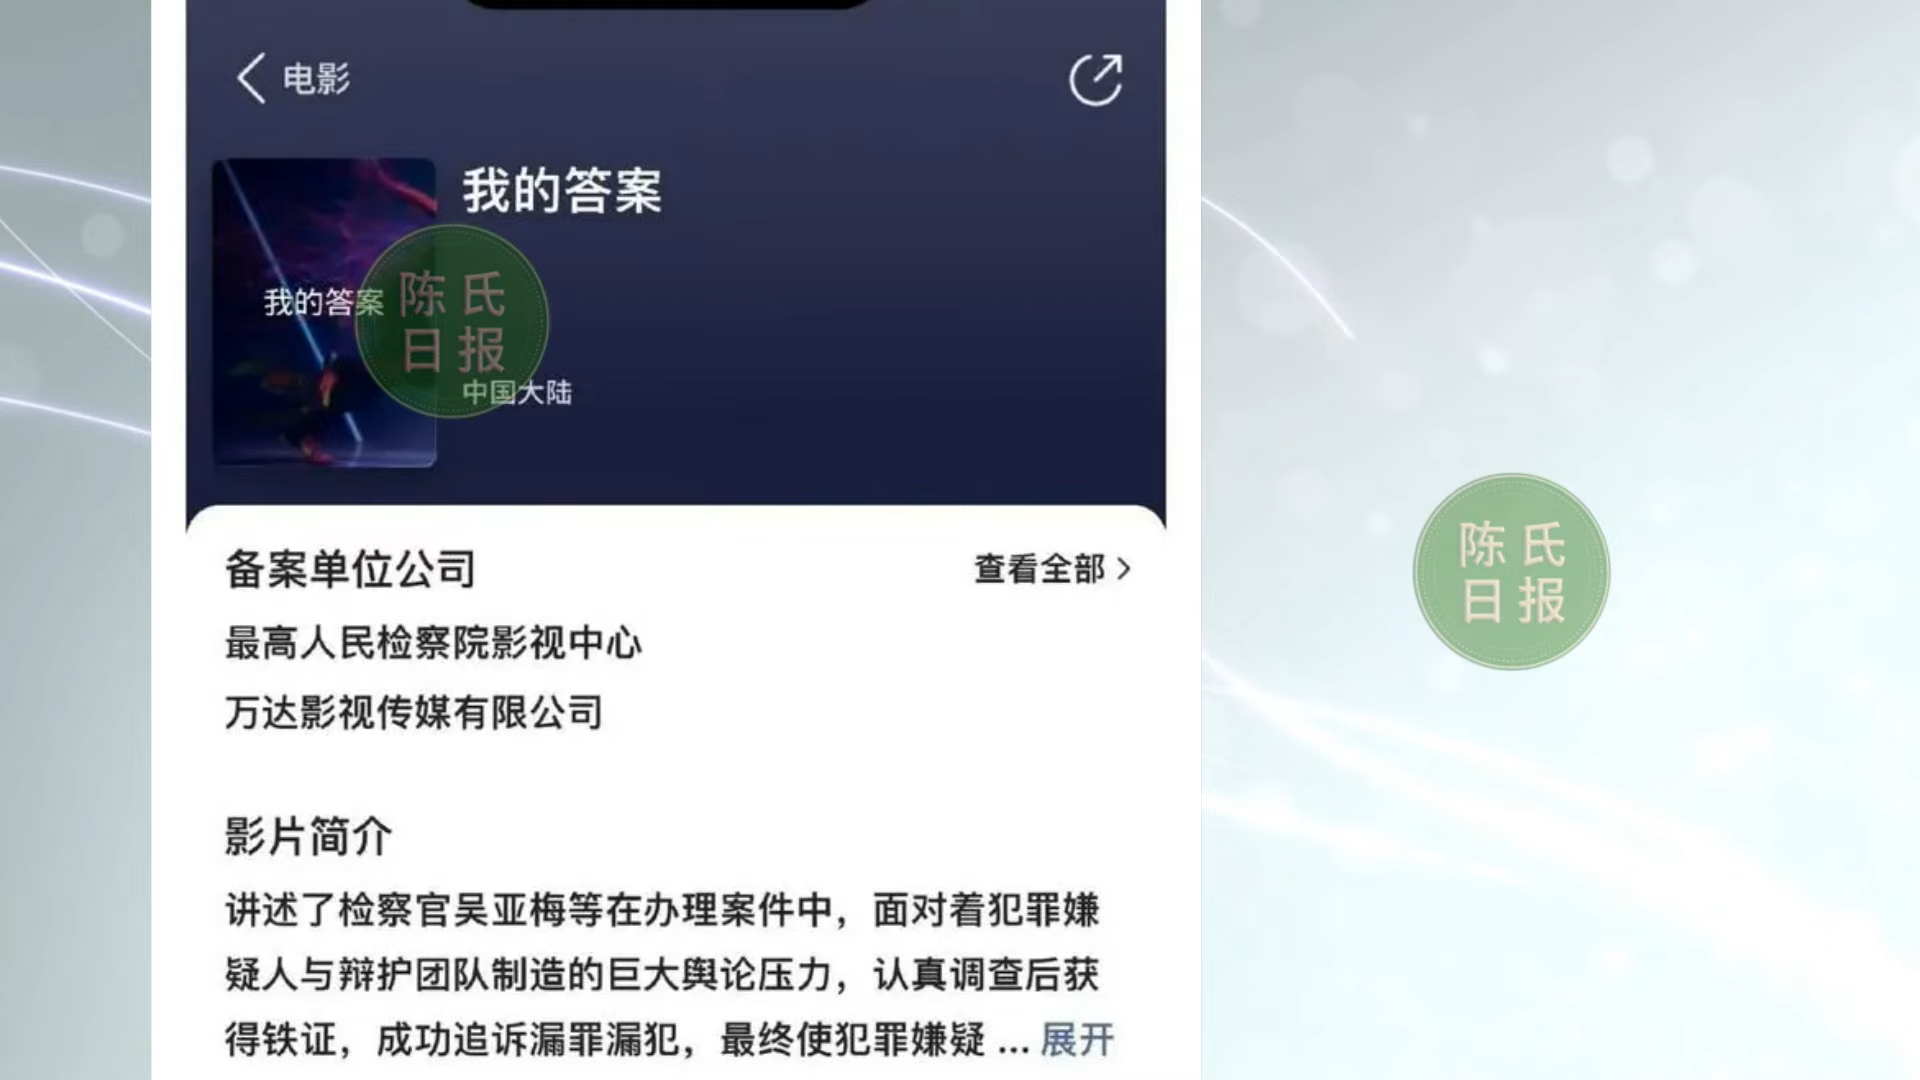 电影
我的答案
我的答案
陈氏
日报
中国大陆
备案单位公司
查看全部
最高人民检察院影视中心
万达影视传媒有限公司
影片简介
讲述了检察官吴亚梅等在办理案件中，面对着犯罪嫌
疑人与辩护团队制造的巨大舆论压力，认真调查后获
得铁证，成功追诉漏罪漏犯，最终使犯罪嫌疑 ... 展开
陈氏
日报